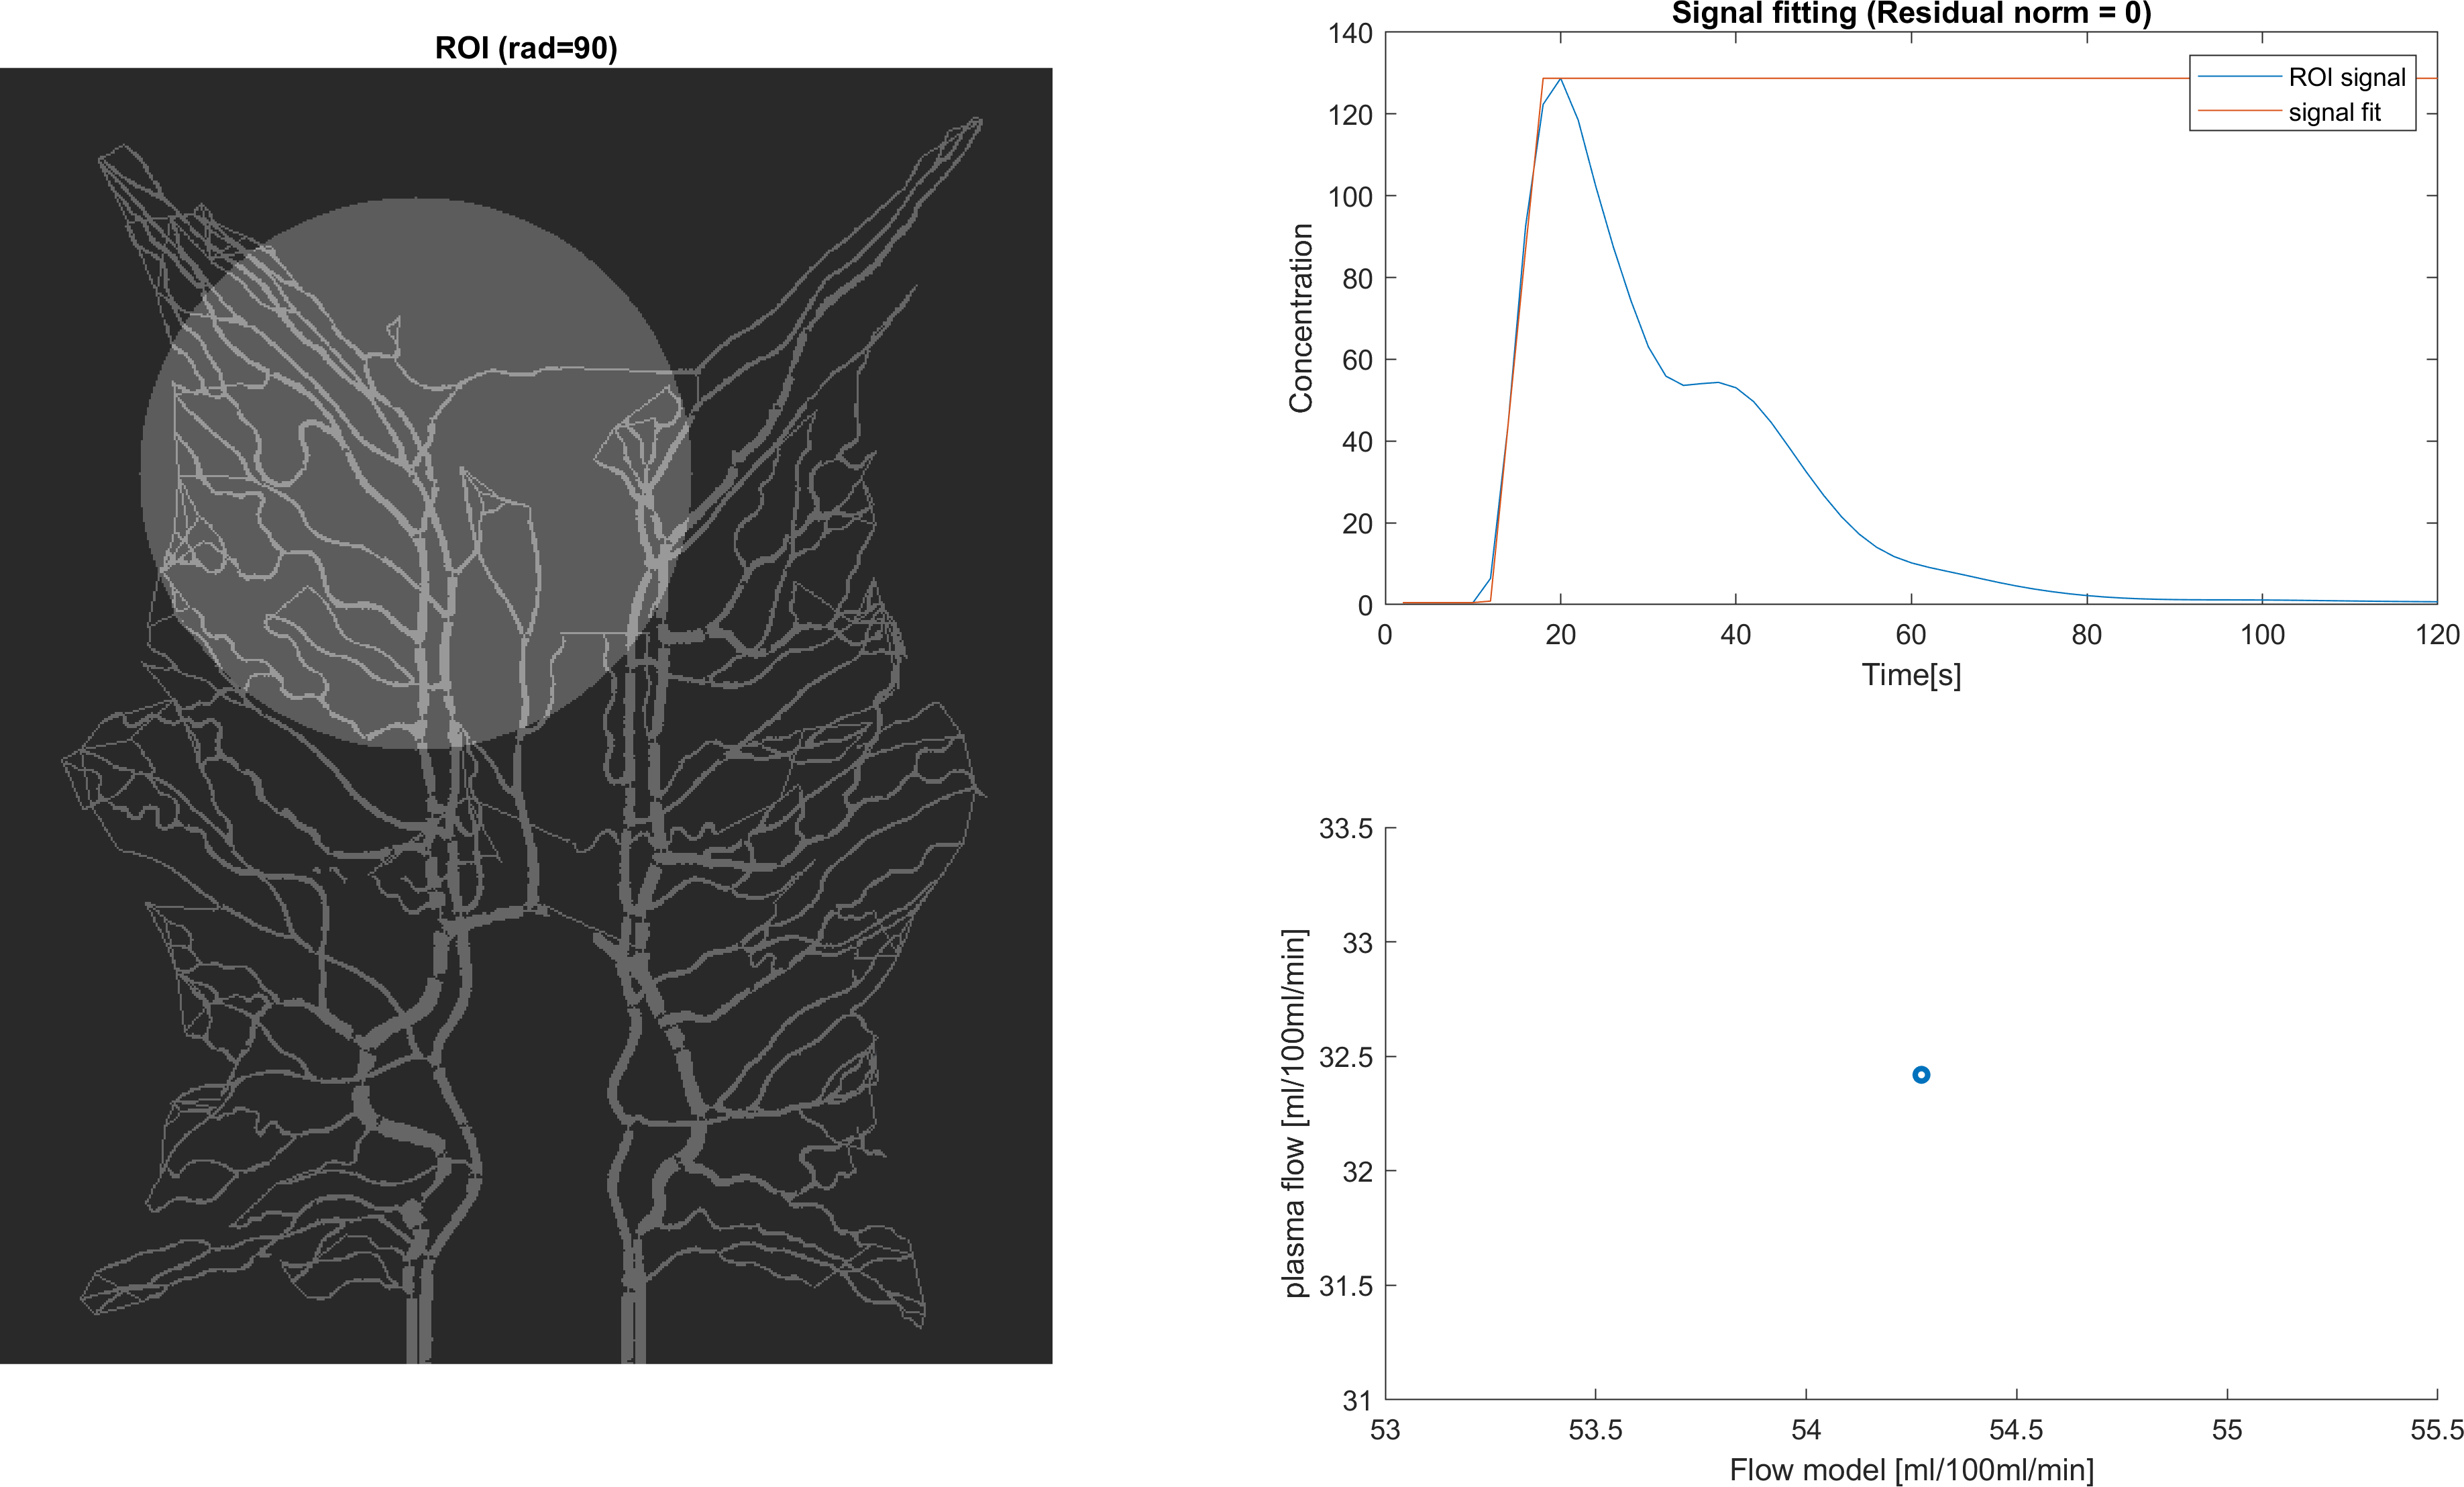 ROI (rad=90)
Signal fitting (Residual norm = 0)
140
120
100
80
60
40
20
0
Concentration
ROI signal
signal fit
0 20 40 60 80 100 120
Time[s]
33.5
33
32.5
32
31.5
31
plasma flow [ml/100ml/min]
53 53.5 54 54.5 55 55.5
Flow model [ml/100ml/min]